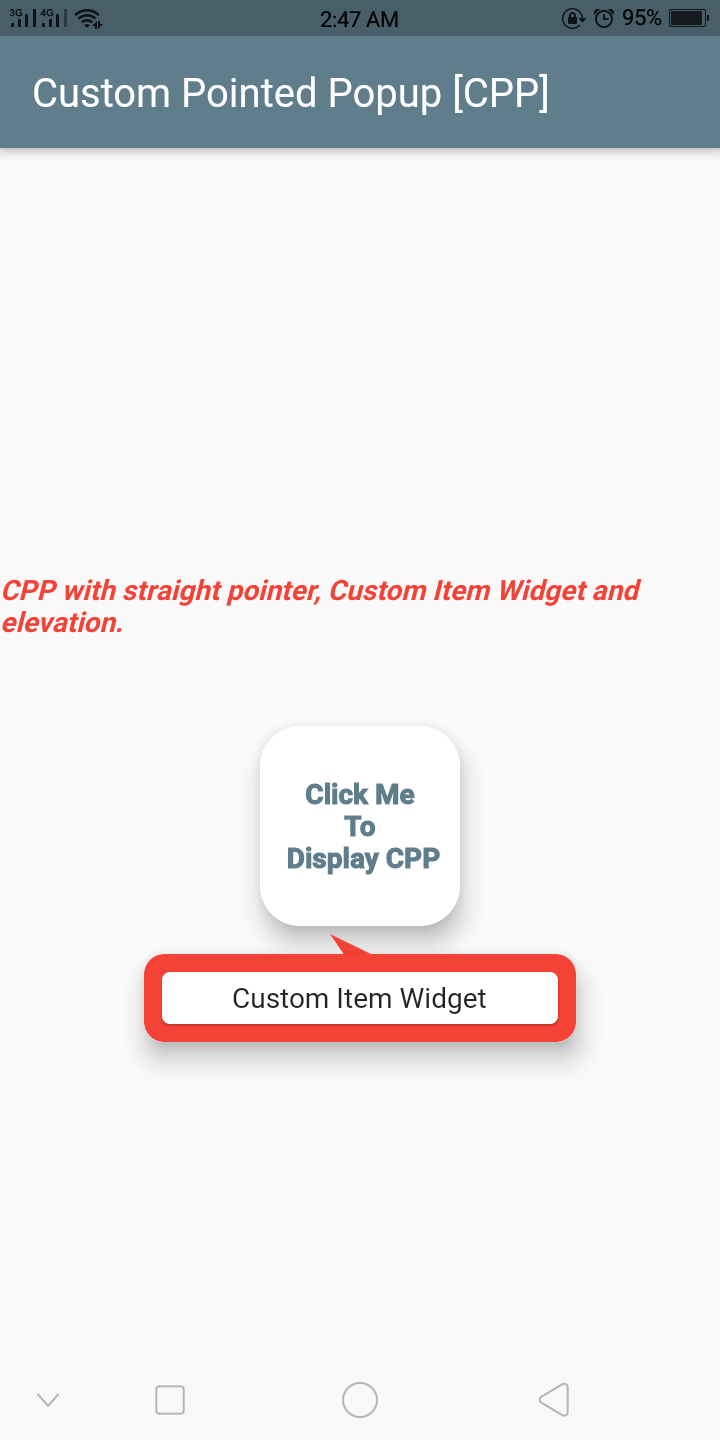 3G 4G 2:47 AM 95%
Custom Pointed Popup [CPP]
CPP with straight pointer, Custom Item Widget and
elevation.
Click Me
To
Display CPP
Custom Item Widget